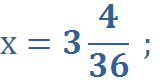 x = 3 4/36 ;